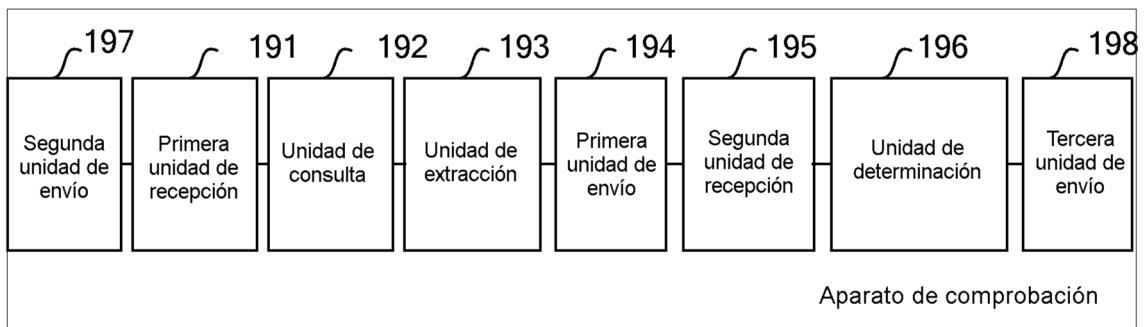 197 191 192 193 194 195 196 198
Segunda
unidad de
envío
Primera
unidad de
recepción
Unidad de
consulta
Unidad de
extracción
Primera
unidad de
envío
Segunda
unidad de
recepción
Unidad de
determinación
Tercera
unidad de
envío
Aparato de comprobación